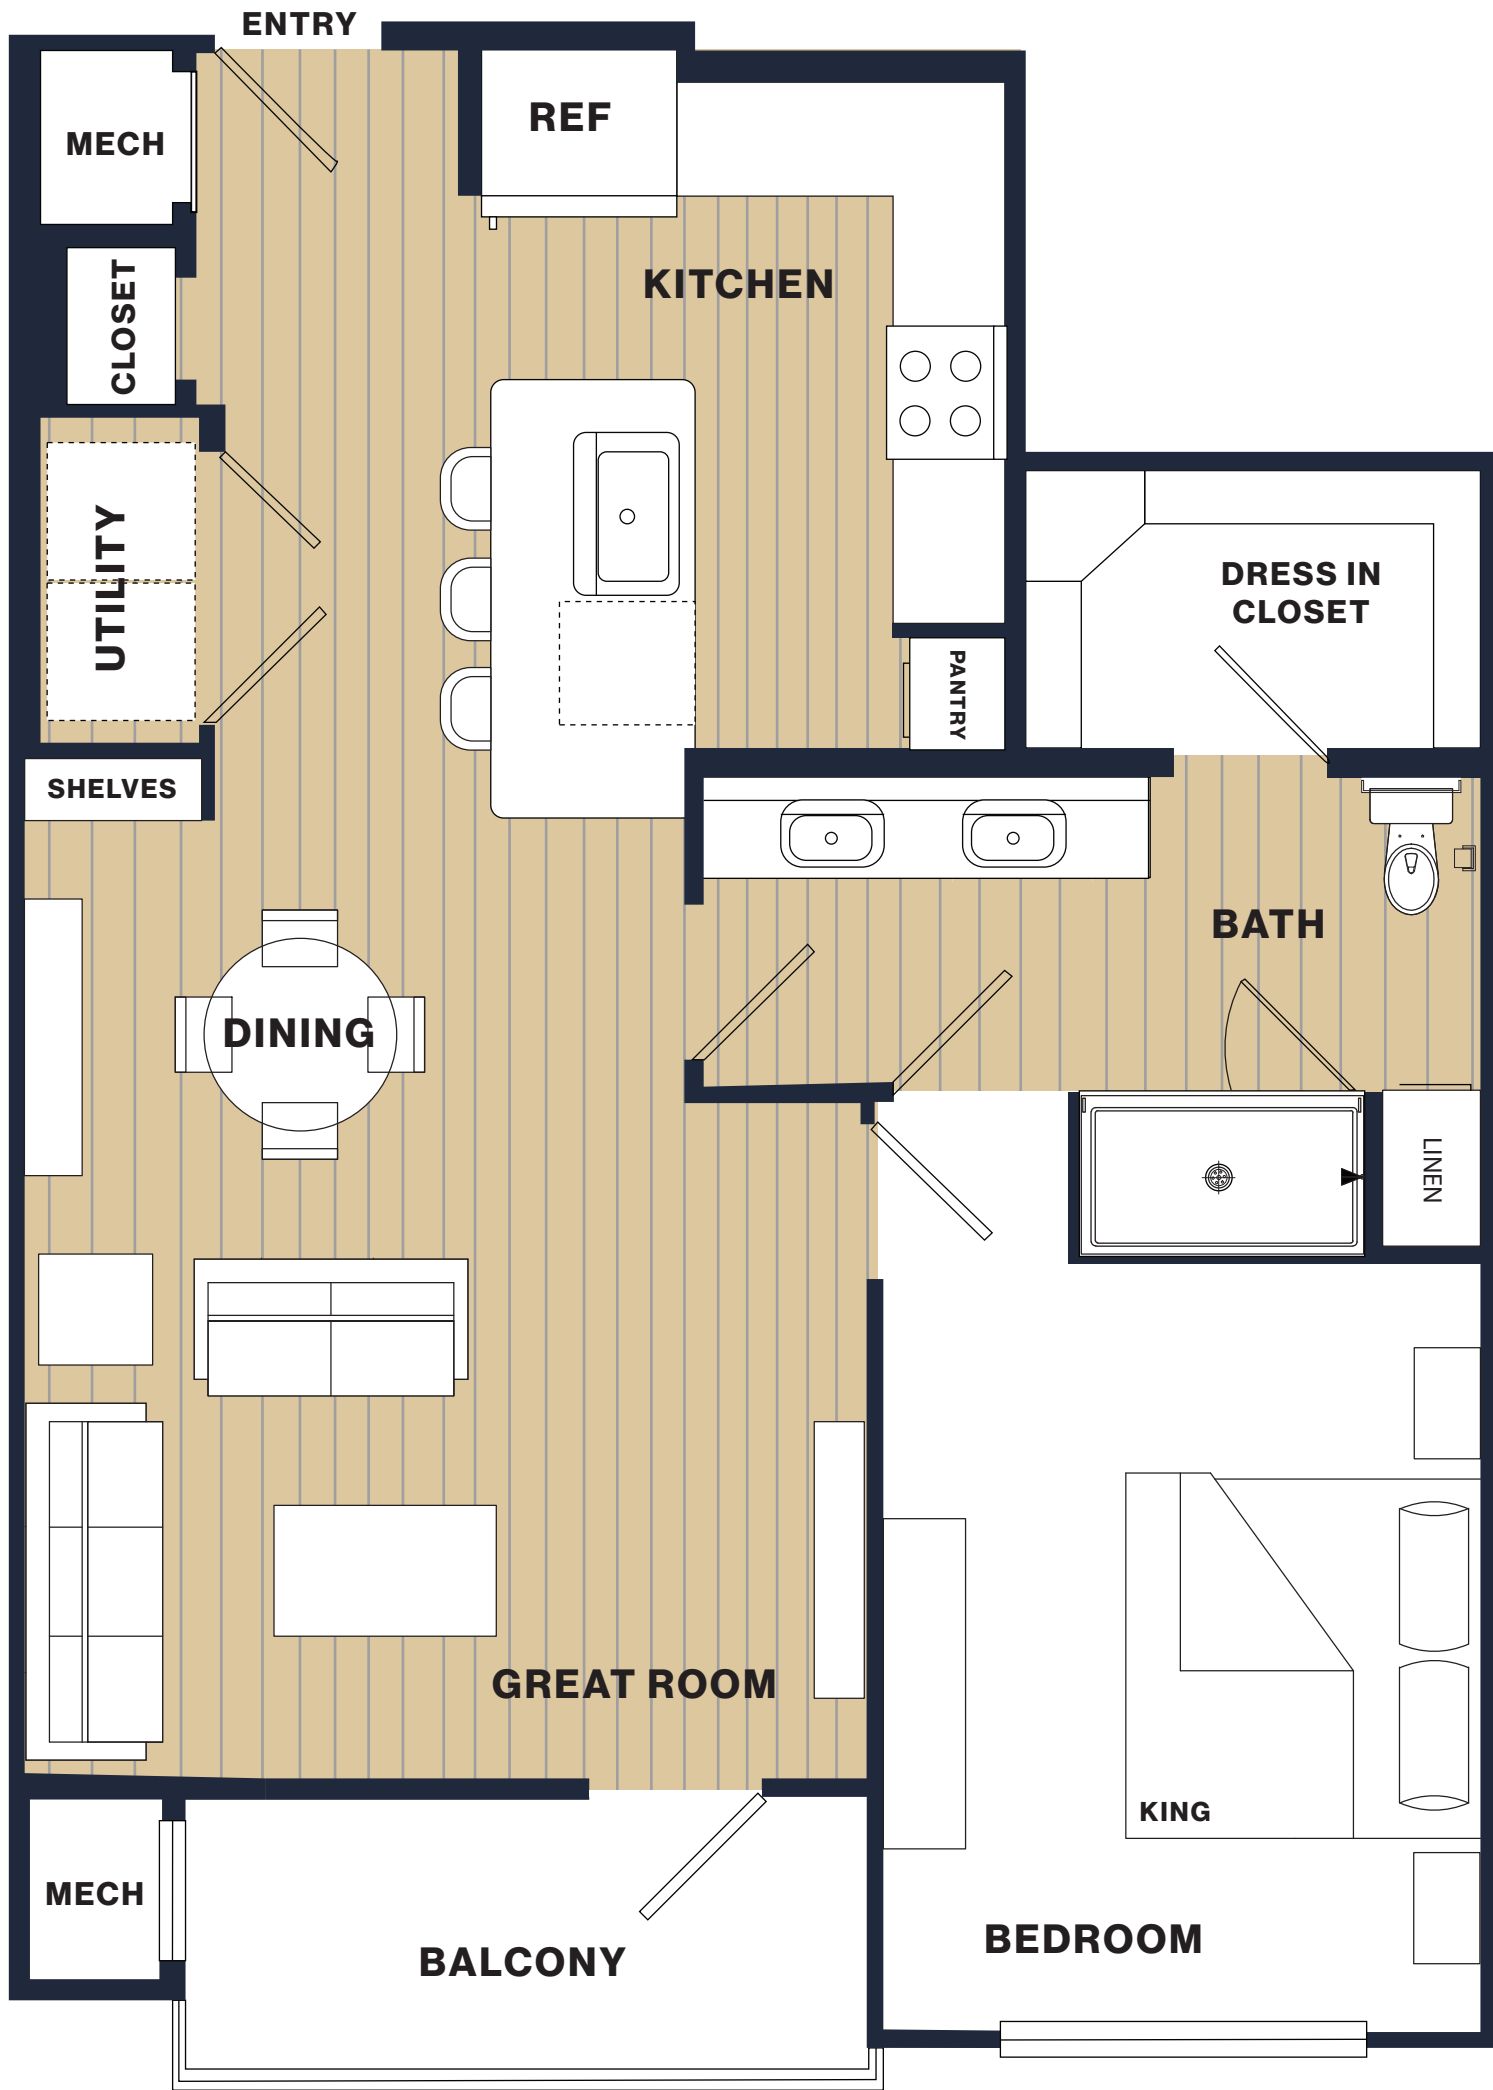 ENTRY
MECH
REF
CLOSET
KITCHEN
UTILITY
DRESS IN
CLOSET
PANTRY
SHELVES
BATH
DINING
LINEN
GREAT ROOM
KING
MECH
BALCONY
BEDROOM